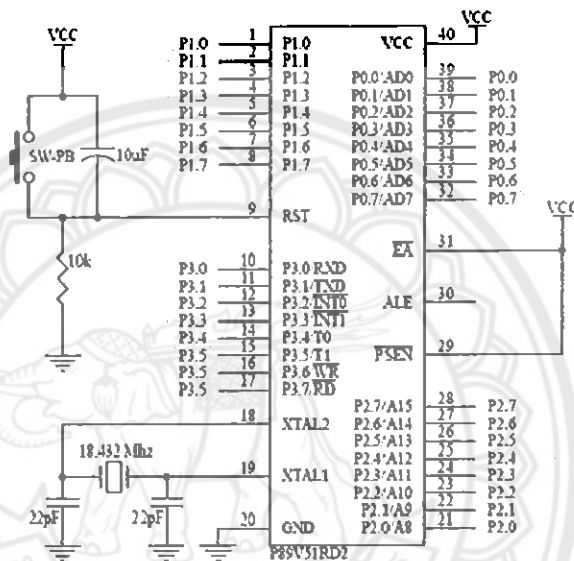 VCC
SW-PB
10uF
10k
P1.0 1 P1.0 VCC 40 VCC
P1.1 2 P1.1
P1.2 3 P1.2 P0.0/AD0 39 P0.0
P1.3 4 P1.3 P0.1/AD1 38 P0.1
P1.4 5 P1.4 P0.2/AD2 37 P0.2
P1.5 6 P1.5 P0.3/AD3 36 P0.3
P1.6 7 P1.6 P0.4/AD4 35 P0.4
P1.7 8 P1.7 P0.5/AD5 34 P0.5
P0.6/AD6 33 P0.6
P0.7/AD7 32 P0.7
9 RST
VCC
EA 31
P3.0 10 P3.0 RXD
P3.1 11 P3.1/TXD
P3.2 12 P3.2/INT0 ALE 30
P3.3 13 P3.3 INT1
P3.4 14 P3.4 T0
P3.5 15 P3.5/T1 PSEN 29
P3.5 16 P3.6 WR
P3.5 17 P3.7/RD
18 XTAL2 P2.7/A15 28 P2.7
P2.6/A14 27 P2.6
18.432 Mhz P2.5/A13 26 P2.5
P2.4/A12 25 P2.4
19 XTAL1 P2.3/A11 24 P2.3
P2.2/A10 23 P2.2
22pF 22pF P2.1/A9 22 P2.1
20 GND P2.0/A8 21 P2.0
P89V51RD2